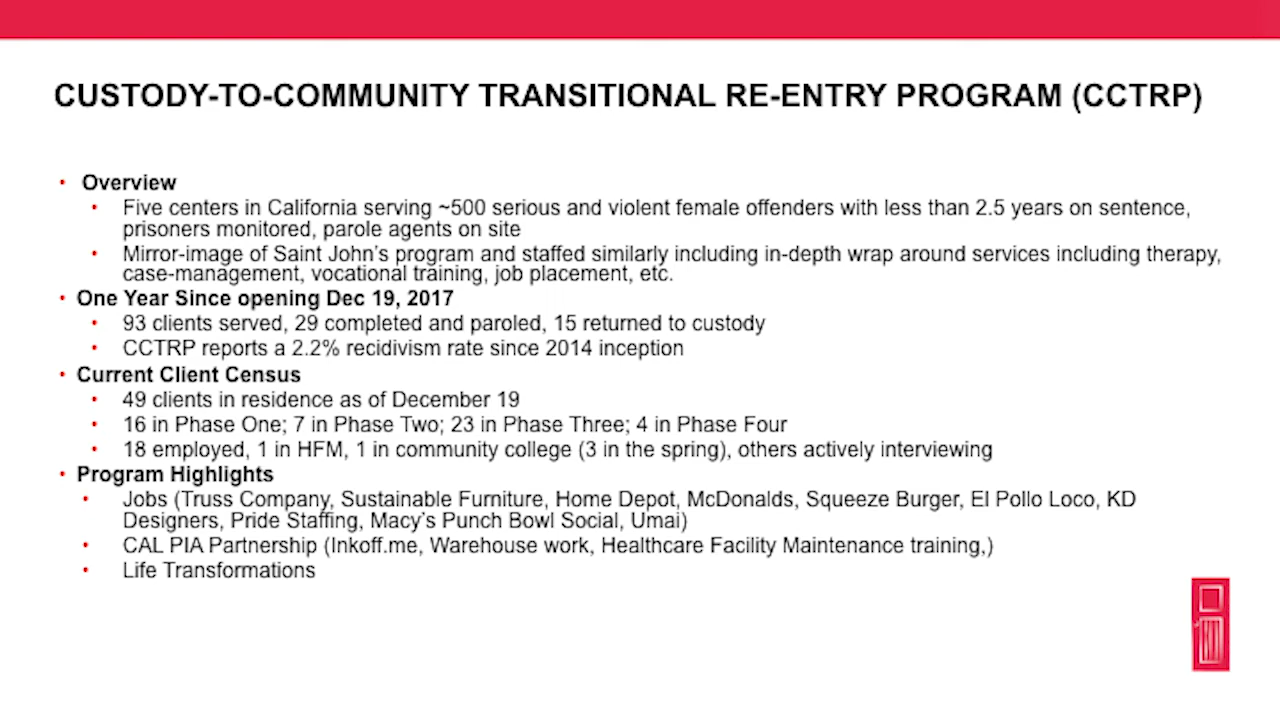 CUSTODY-TO-COMMUNITY TRANSITIONAL RE-ENTRY PROGRAM (CCTRP)
• Overview
• Five centers in California serving ~500 serious and violent female offenders with less than 2.5 years on sentence,
prisoners monitored, parole agents on site
• Mirror-image of Saint John's program and staffed similarly including in-depth wrap around services including therapy,
case-management, vocational training, job placement, etc.
• One Year Since opening Dec 19, 2017
• 93 clients served, 29 completed and paroled, 15 returned to custody
• CCTRP reports a 2.2% recidivism rate since 2014 inception
• Current Client Census
• 49 clients in residence as of December 19
• 16 in Phase One; 7 in Phase Two; 23 in Phase Three; 4 in Phase Four
• 18 employed, 1 in HFM, 1 in community college (3 in the spring), others actively interviewing
• Program Highlights
• Jobs (Truss Company, Sustainable Furniture, Home Depot, McDonalds, Squeeze Burger, El Pollo Loco, KD
Designers, Pride Staffing, Macy's Punch Bowl Social, Umai)
• CAL PIA Partnership (Inkoff.me, Warehouse work, Healthcare Facility Maintenance training,)
• Life Transformations